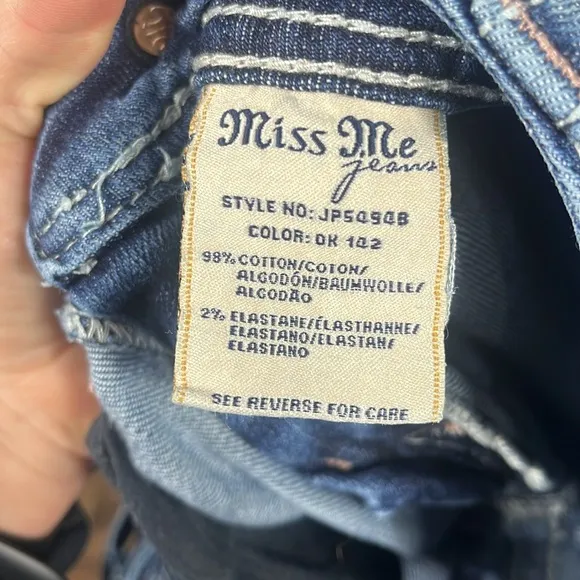 Miss Me
jeans
STYLE NO: JP5494B
COLOR: DK 142
98% COTTON/COTON/
ALGODÓN/BAUMWOLLE/
ALGODÃO
2% ELASTANE/ÉLASTHANNE/
ELASTANO/ELASTAN/
ELASTANO
SEE REVERSE FOR CARE